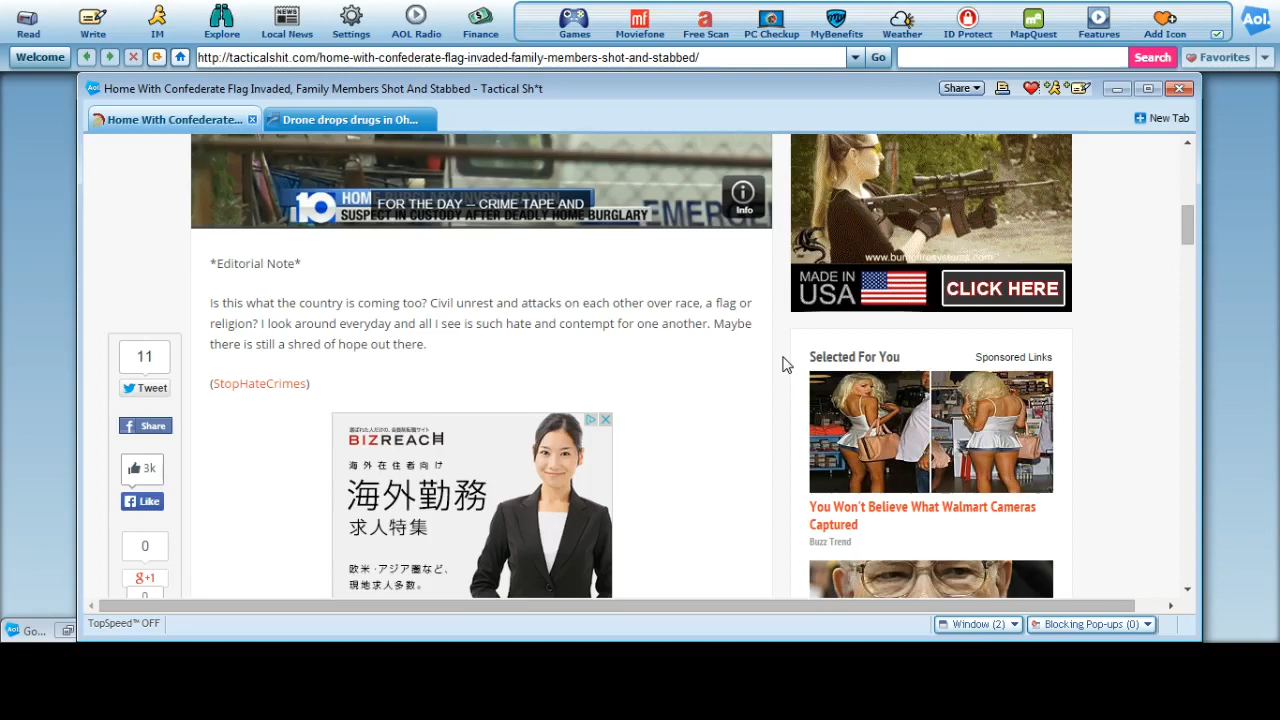 Read
Write
IM
Explore
Local News
Settings
AOL Radio
Finance
Games
Moviefone
Free Scan
PC Checkup
MyBenefits
Weather
ID Protect
MapQuest
Features
Add Icon
Aol.
Welcome
http://tacticalshit.com/home-with-confederate-flag-invaded-family-members-shot-and-stabbed/
Go
Search
Favorites
Home With Confederate Flag Invaded, Family Members Shot And Stabbed - Tactical Sh*t
Share
Home With Confederate...
Drone drops drugs in Oh...
New Tab
10
FOR THE DAY — CRIME TAPE AND
SUSPECT IN CUSTODY AFTER DEADLY HOME BURGLARY
Info
*Editorial Note*
Is this what the country is coming too? Civil unrest and attacks on each other over race, a flag or
religion? I look around everyday and all I see is such hate and contempt for one another. Maybe
there is still a shred of hope out there.
(StopHateCrimes)
11
Tweet
Share
3k
Like
0
+1
0
BIZREACH
海外在住者向け
海外勤務
求人特集
欧米・アジア圏など、
現地求人多数。
MADE IN
USA
CLICK HERE
Selected For You
Sponsored Links
You Won't Believe What Walmart Cameras
Captured
Buzz Trend
TopSpeed™ OFF
Window (2)
Blocking Pop-ups (0)
Go...